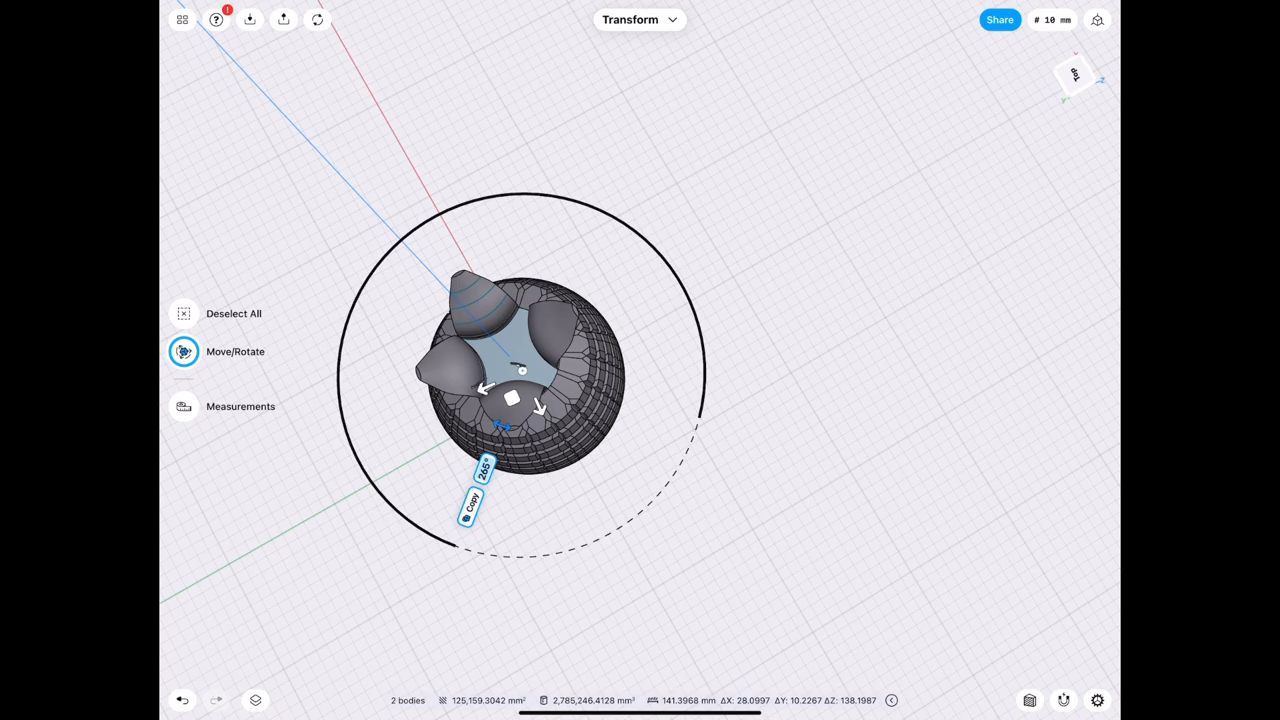 !
Transform
Share
# 10 mm
Top
Z
Y
Deselect All
Move/Rotate
Measurements
265°
Copy
2 bodies 125,159.3042 mm² 2,785,246.4128 mm³ 141.3968 mm ΔX: 28.0997 ΔY: 10.2267 ΔZ: 138.1987